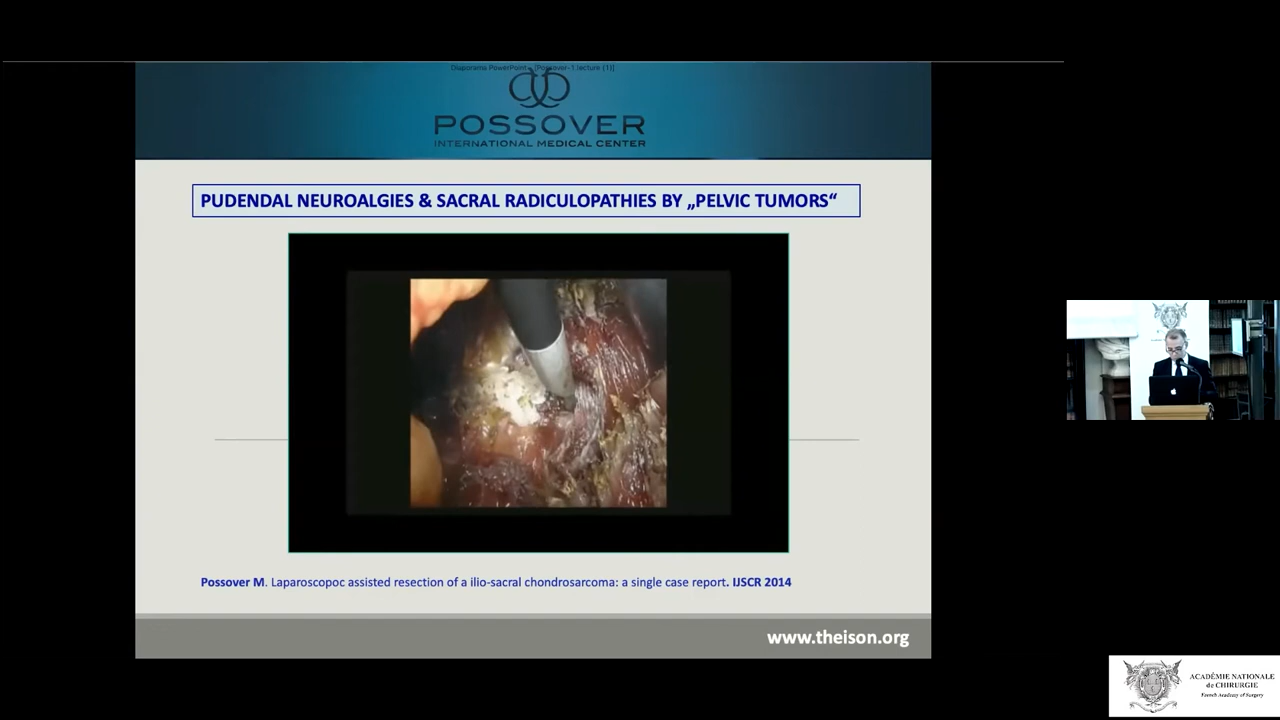 Diaporama PowerPoint - [Possover-1 lecture (1)]
POSSOVER
INTERNATIONAL MEDICAL CENTER
PUDENDAL NEUROALGIES & SACRAL RADICULOPATHIES BY „PELVIC TUMORS“
Possover M. Laparoscopoc assisted resection of a ilio-sacral chondrosarcoma: a single case report. IJSCR 2014
www.theison.org
ACADÉMIE NATIONALE
de CHIRURGIE
French Academy of Surgery